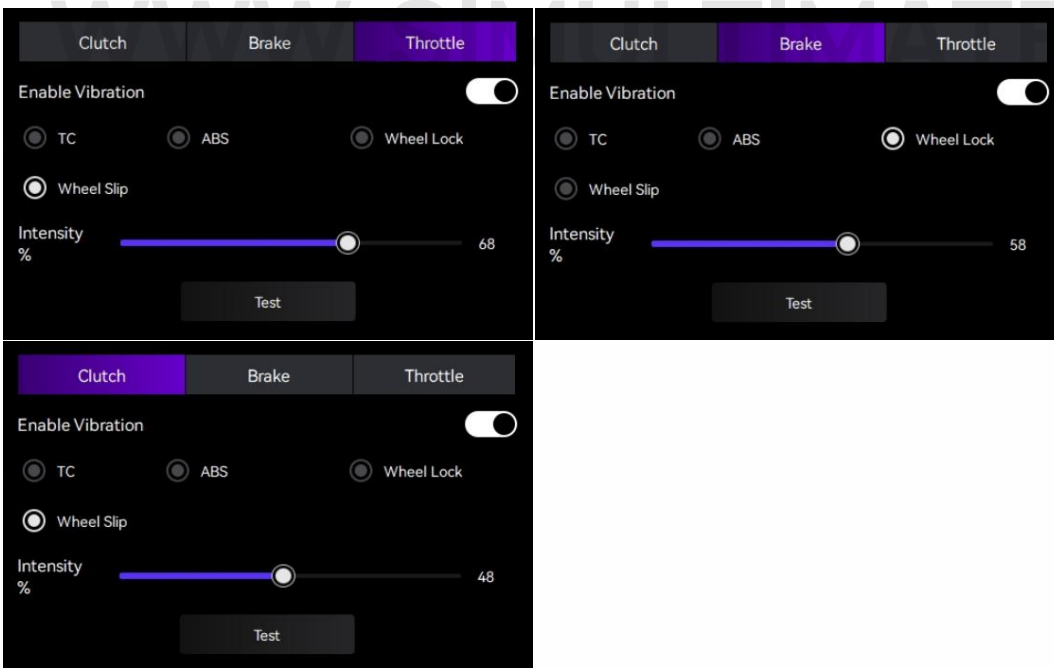 Clutch Brake Throttle
Enable Vibration
TC ABS Wheel Lock
Wheel Slip
Intensity
% 68
Test
Clutch Brake Throttle
Enable Vibration
TC ABS Wheel Lock
Wheel Slip
Intensity
% 58
Test
Clutch Brake Throttle
Enable Vibration
TC ABS Wheel Lock
Wheel Slip
Intensity
% 48
Test